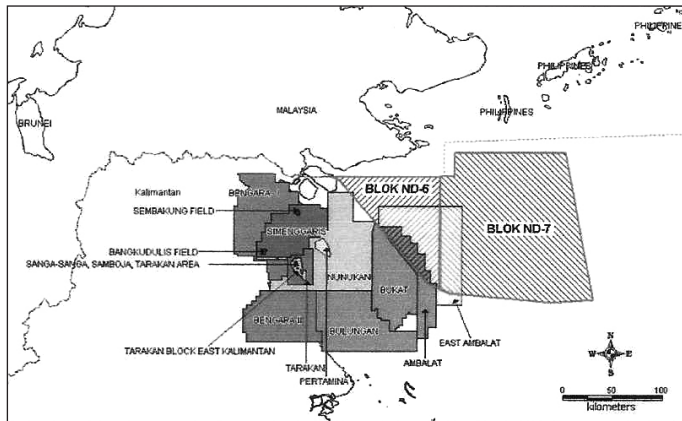 PHILIPPINE
PHILIPPINES
PHILIPPINES
MALAYSIA
BRUNEI
Kalimantan
BENGARA-I
BLOK ND-6
BLOK ND-7
SEMBAKUNG FIELD
SIMENGGARIS
BANGKUDULIS FIELD
SANGA-SANGA, SAMBOJA, TARAKAN AREA
NUNUKAN
BUKAT
BENGARA-II
BULUNGAN
EAST AMBALAT
TARAKAN BLOCK EAST KALIMANTAN
AMBALAT
TARAKAN
PERTAMINA
N
W
E
S
0 50 100
kilometers